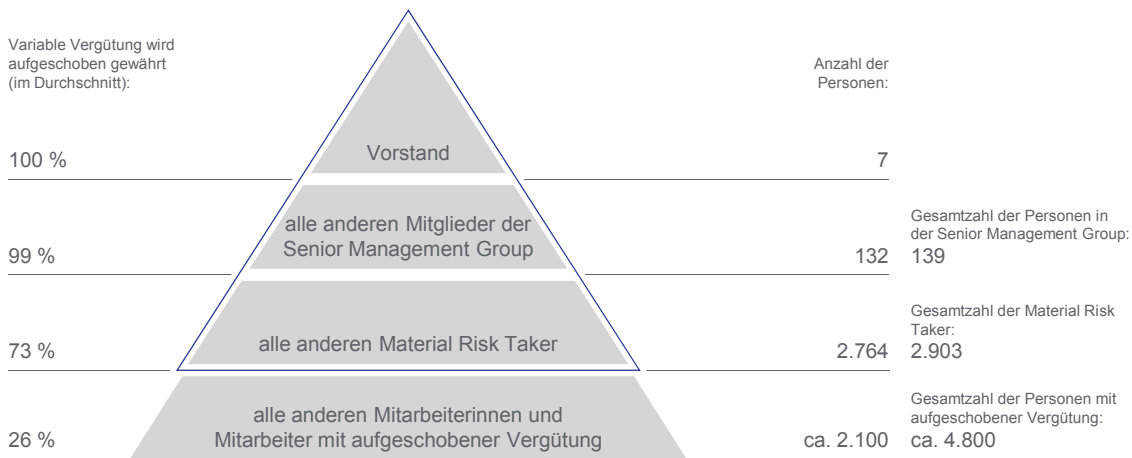 Variable Vergütung wird
aufgeschoben gewährt
(im Durchschnitt):
Anzahl der
Personen:
100 %
Vorstand
7
99 %
alle anderen Mitglieder der
Senior Management Group
132
Gesamtzahl der Personen in
der Senior Management Group:
139
73 %
alle anderen Material Risk Taker
2.764
Gesamtzahl der Material Risk
Taker:
2.903
26 %
alle anderen Mitarbeiterinnen und
Mitarbeiter mit aufgeschobener Vergütung
ca. 2.100
Gesamtzahl der Personen mit
aufgeschobener Vergütung:
ca. 4.800